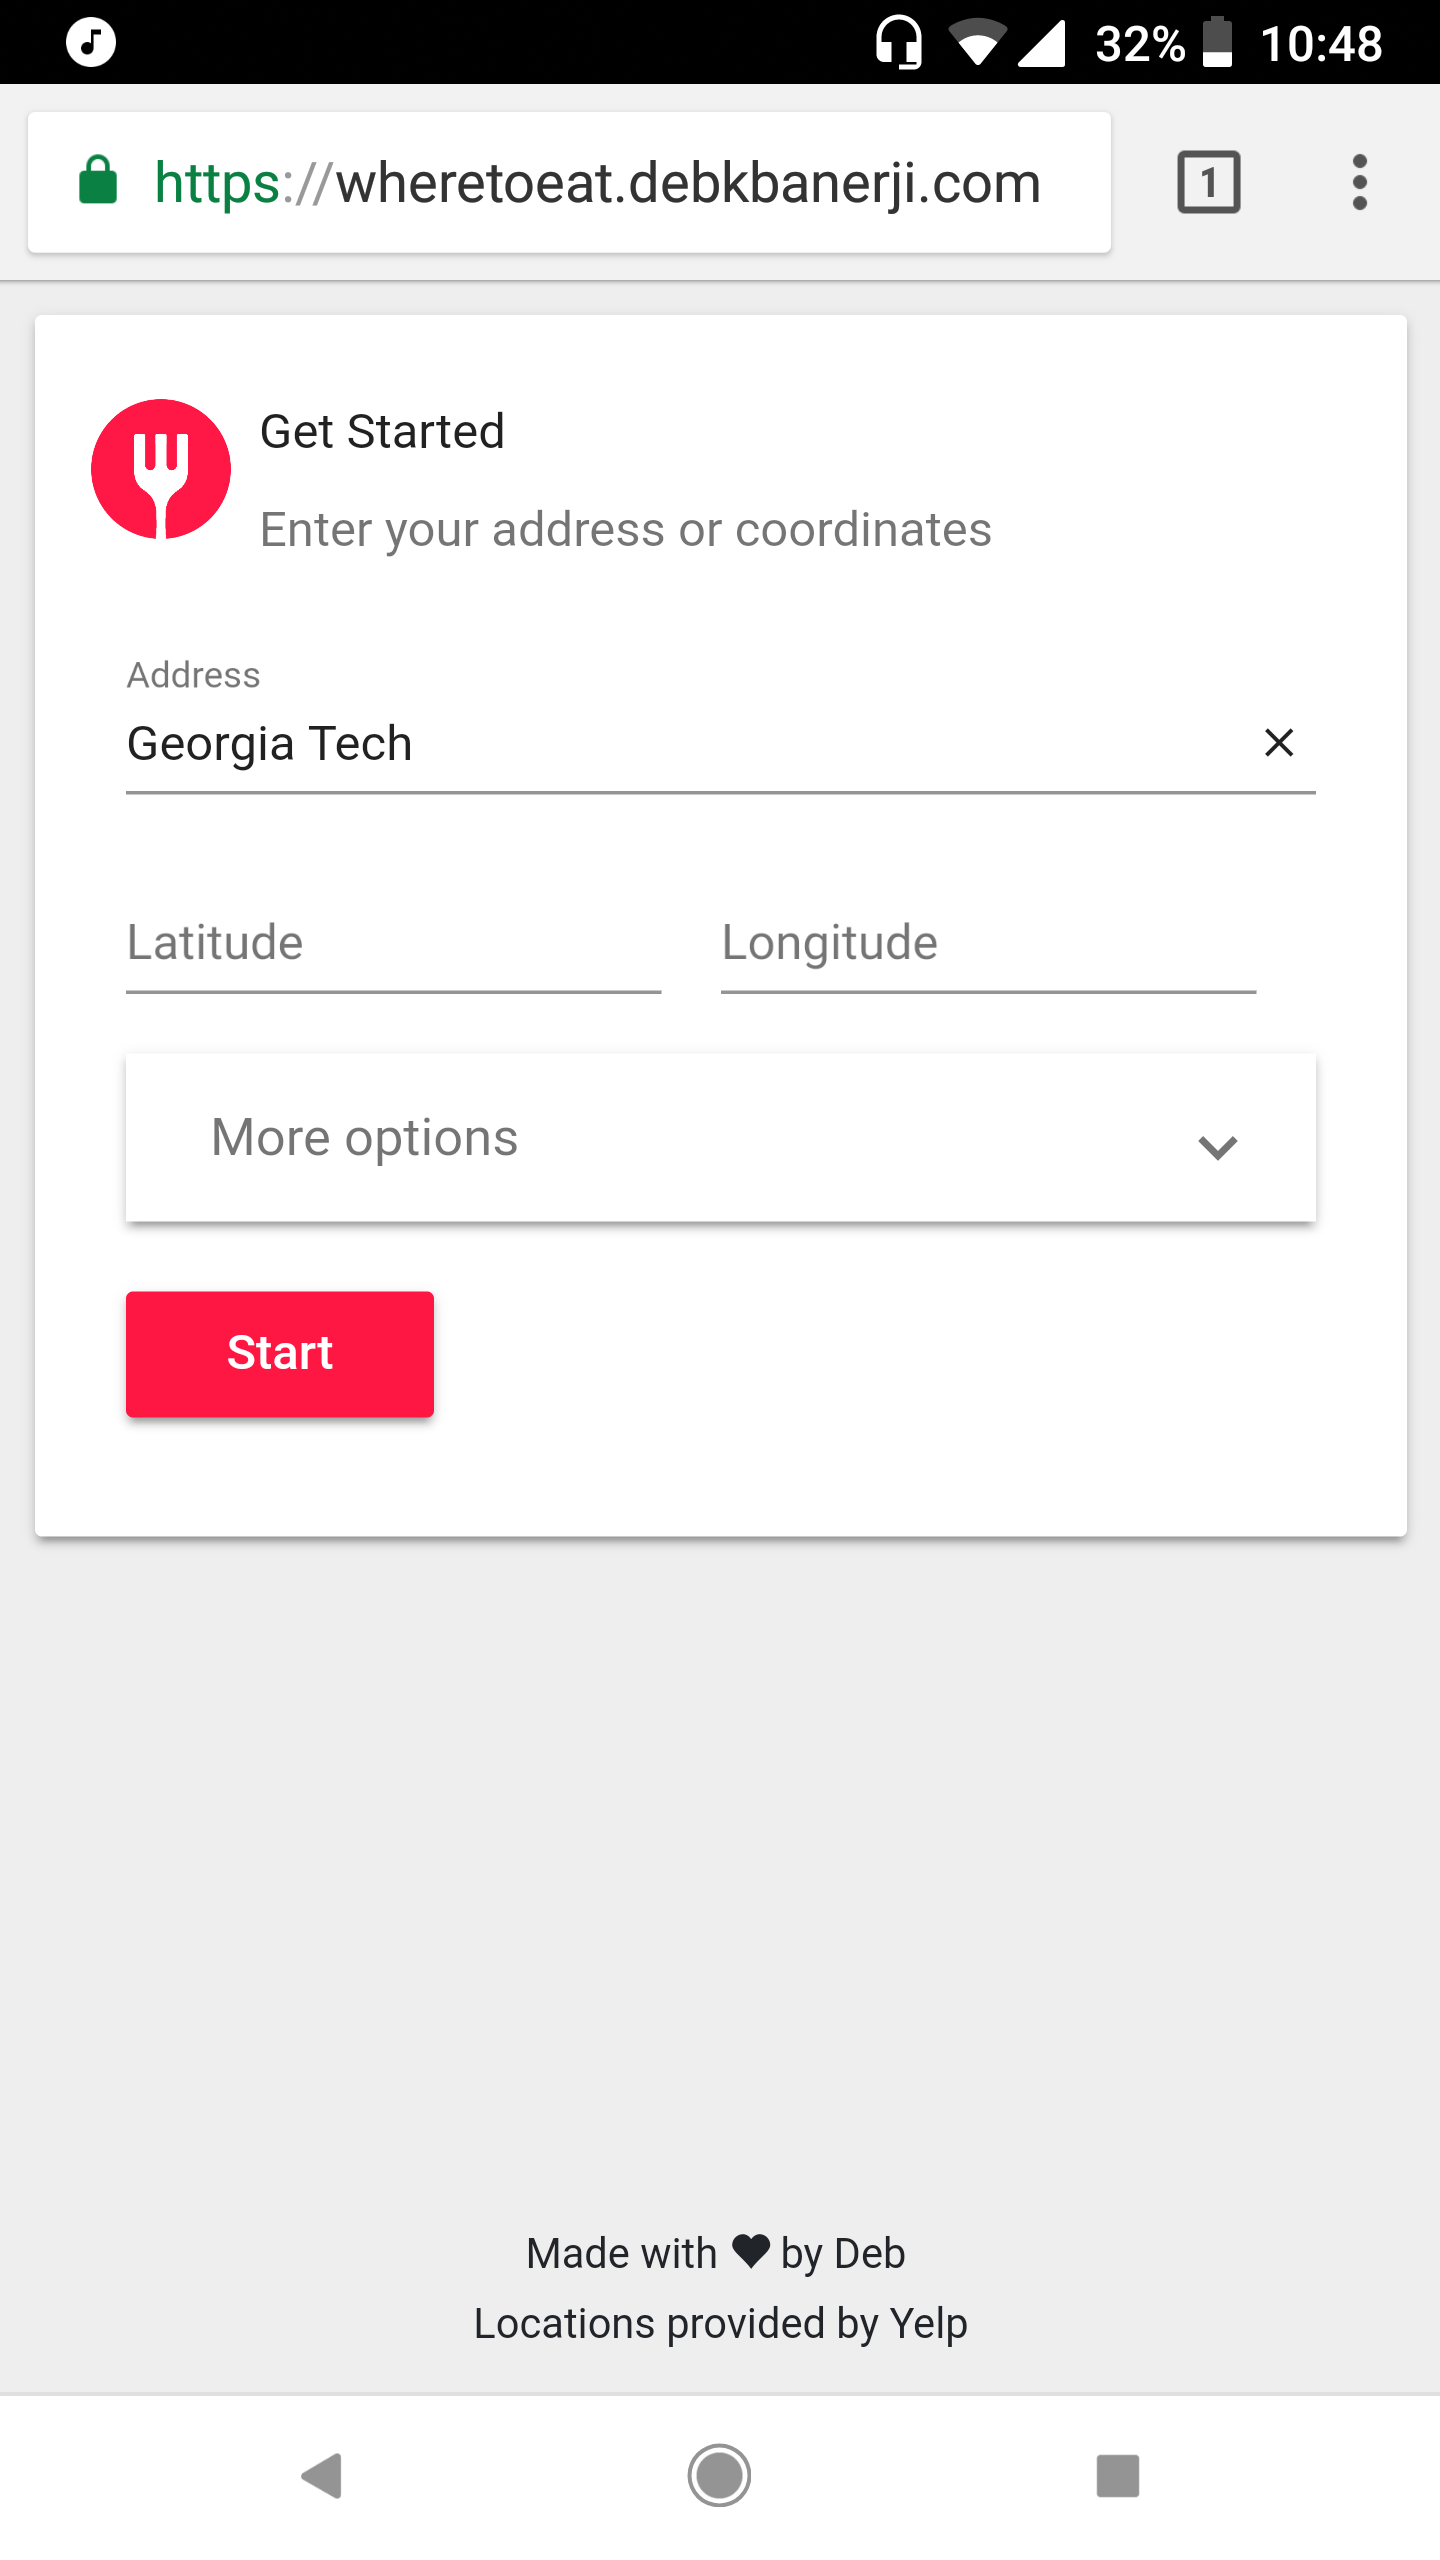 32% 10:48
https://wheretoeat.debkbanerji.com 1
Get Started
Enter your address or coordinates
Address
Georgia Tech
Latitude Longitude
More options
Start
Made with ♥ by Deb
Locations provided by Yelp